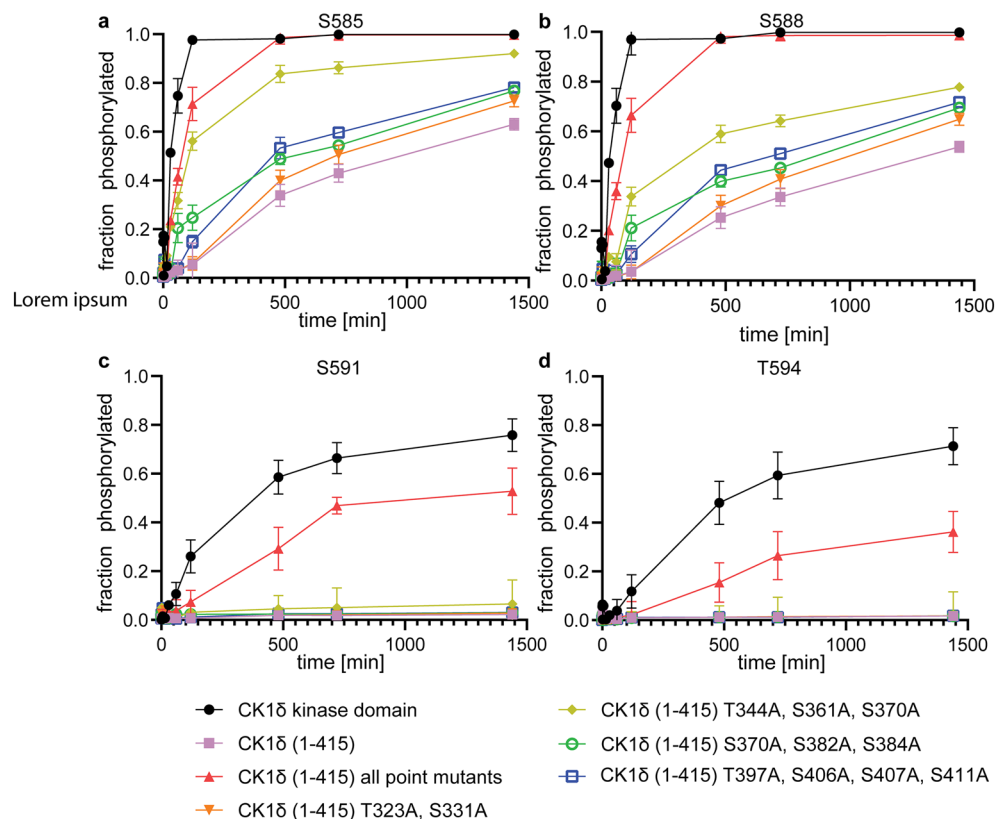 a S585
1.0
0.8
0.6
0.4
0.2
0.0
fraction phosphorylated
0 500 1000 1500
time [min]
b S588
1.0
0.8
0.6
0.4
0.2
0.0
fraction phosphorylated
0 500 1000 1500
time [min]
Lorem ipsum
c S591
1.0
0.8
0.6
0.4
0.2
0.0
fraction phosphorylated
0 500 1000 1500
time [min]
d T594
1.0
0.8
0.6
0.4
0.2
0.0
fraction phosphorylated
0 500 1000 1500
time [min]
CK1δ kinase domain
CK1δ (1-415)
CK1δ (1-415) all point mutants
CK1δ (1-415) T323A, S331A
CK1δ (1-415) T344A, S361A, S370A
CK1δ (1-415) S370A, S382A, S384A
CK1δ (1-415) T397A, S406A, S407A, S411A